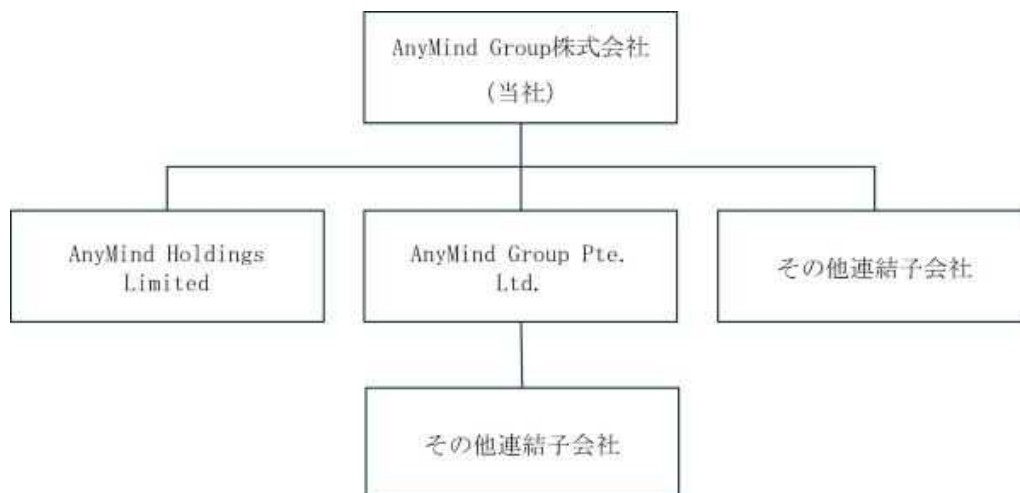 AnyMind Group株式会社
(当社)
AnyMind Holdings
Limited
AnyMind Group Pte.
Ltd.
その他連結子会社
その他連結子会社